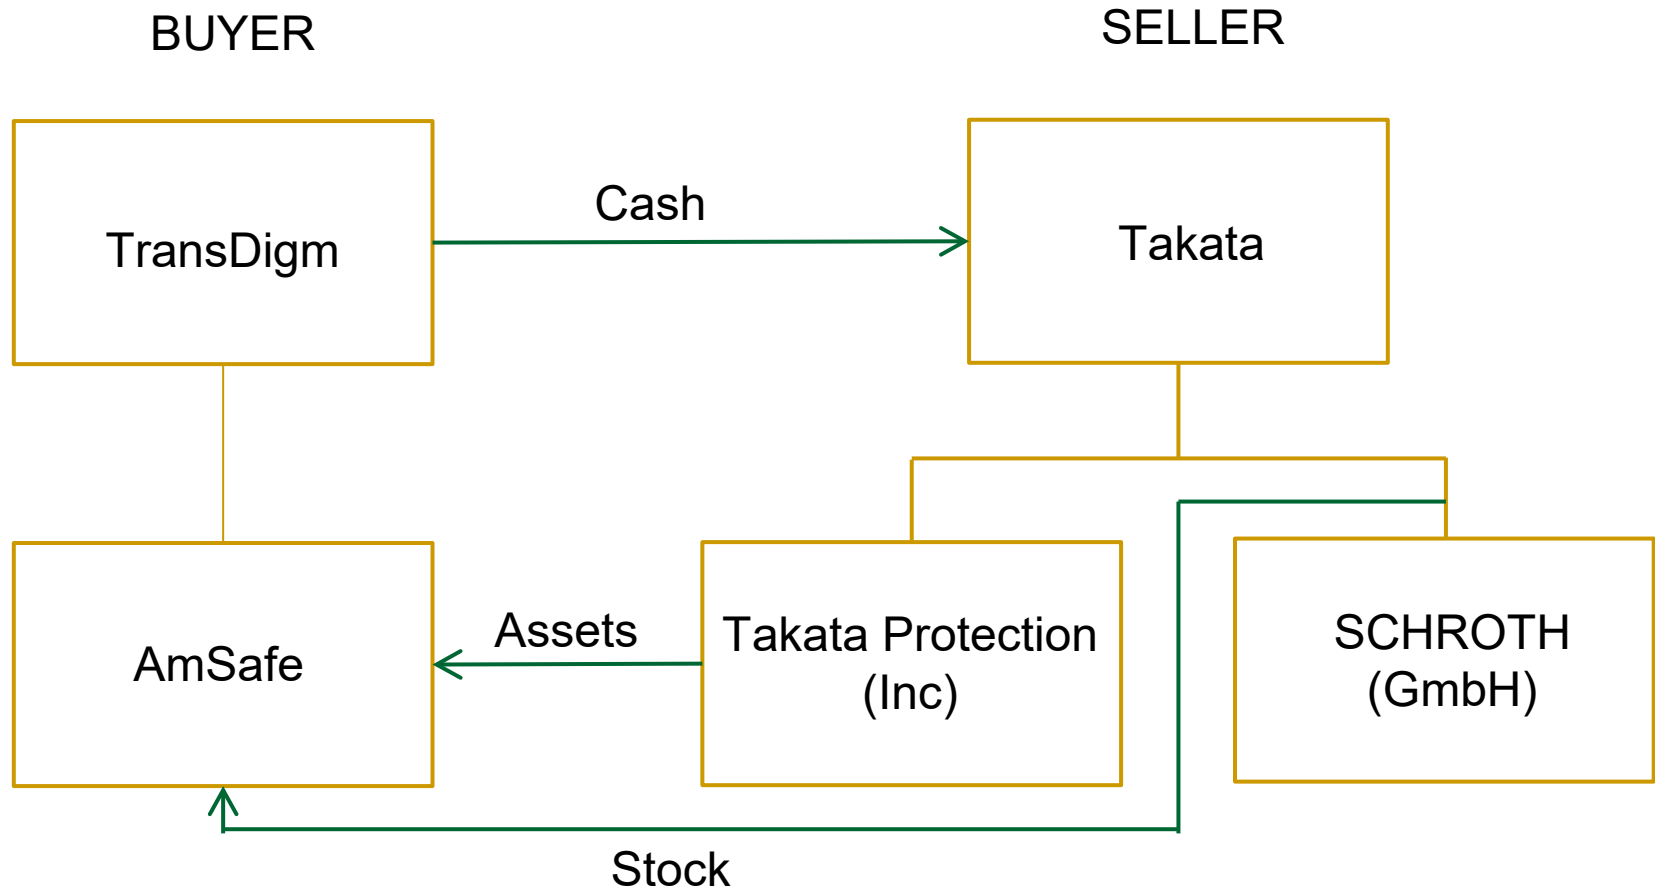 BUYER
SELLER
TransDigm
Cash
Takata
AmSafe
Assets
Takata Protection
(Inc)
SCHROTH
(GmbH)
Stock